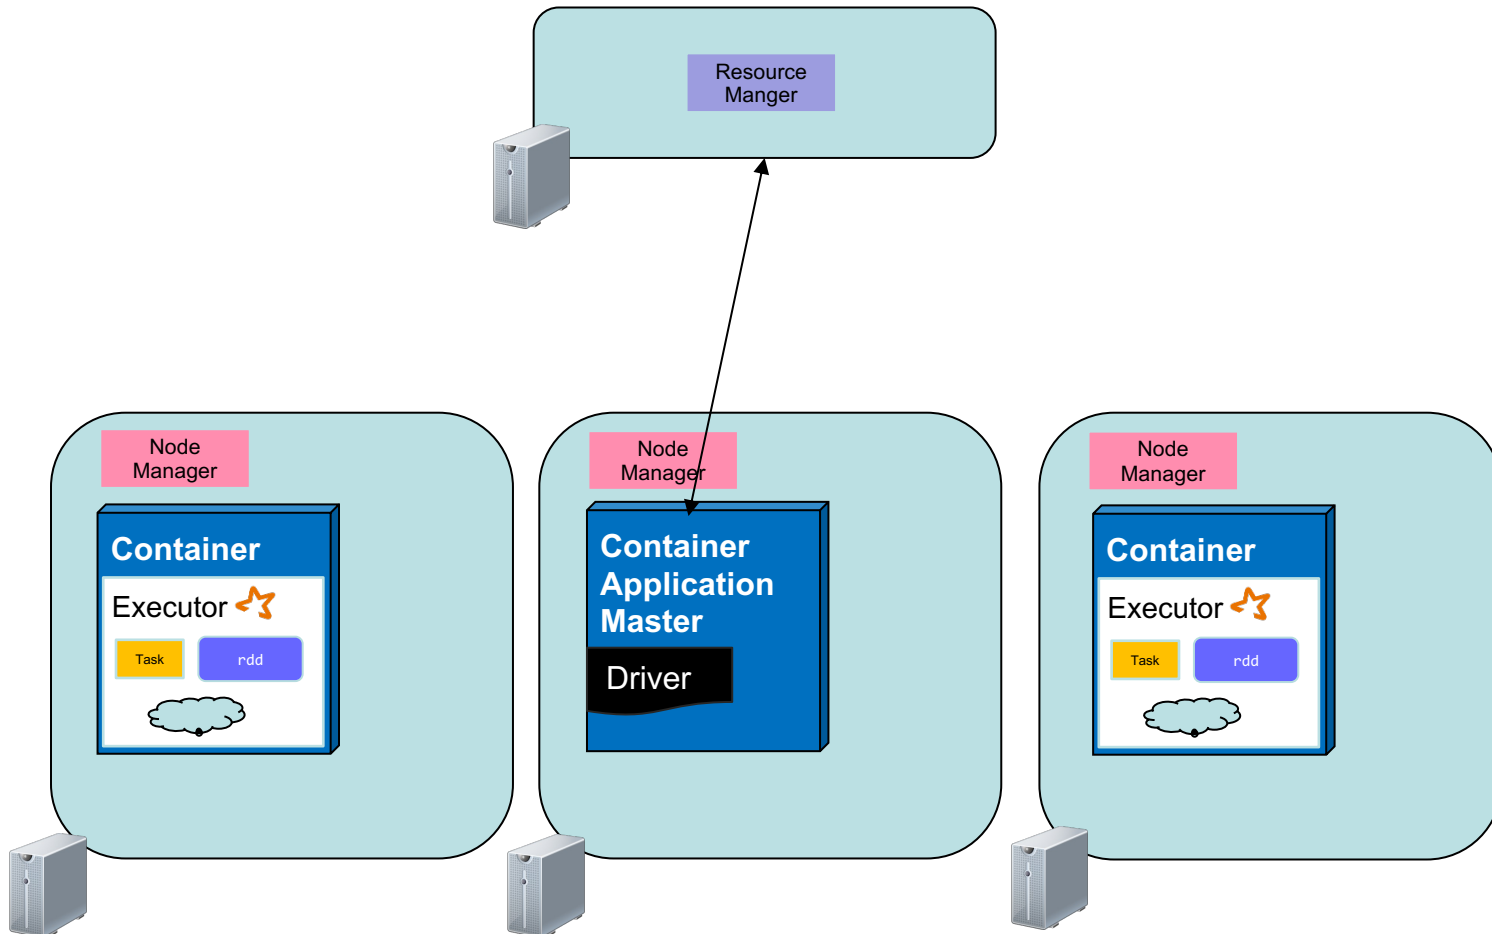 Resource
Manger
Node
Manager
Container
Executor
Task
rdd
Node
Manager
Container
Application
Master
Driver
Node
Manager
Container
Executor
Task
rdd